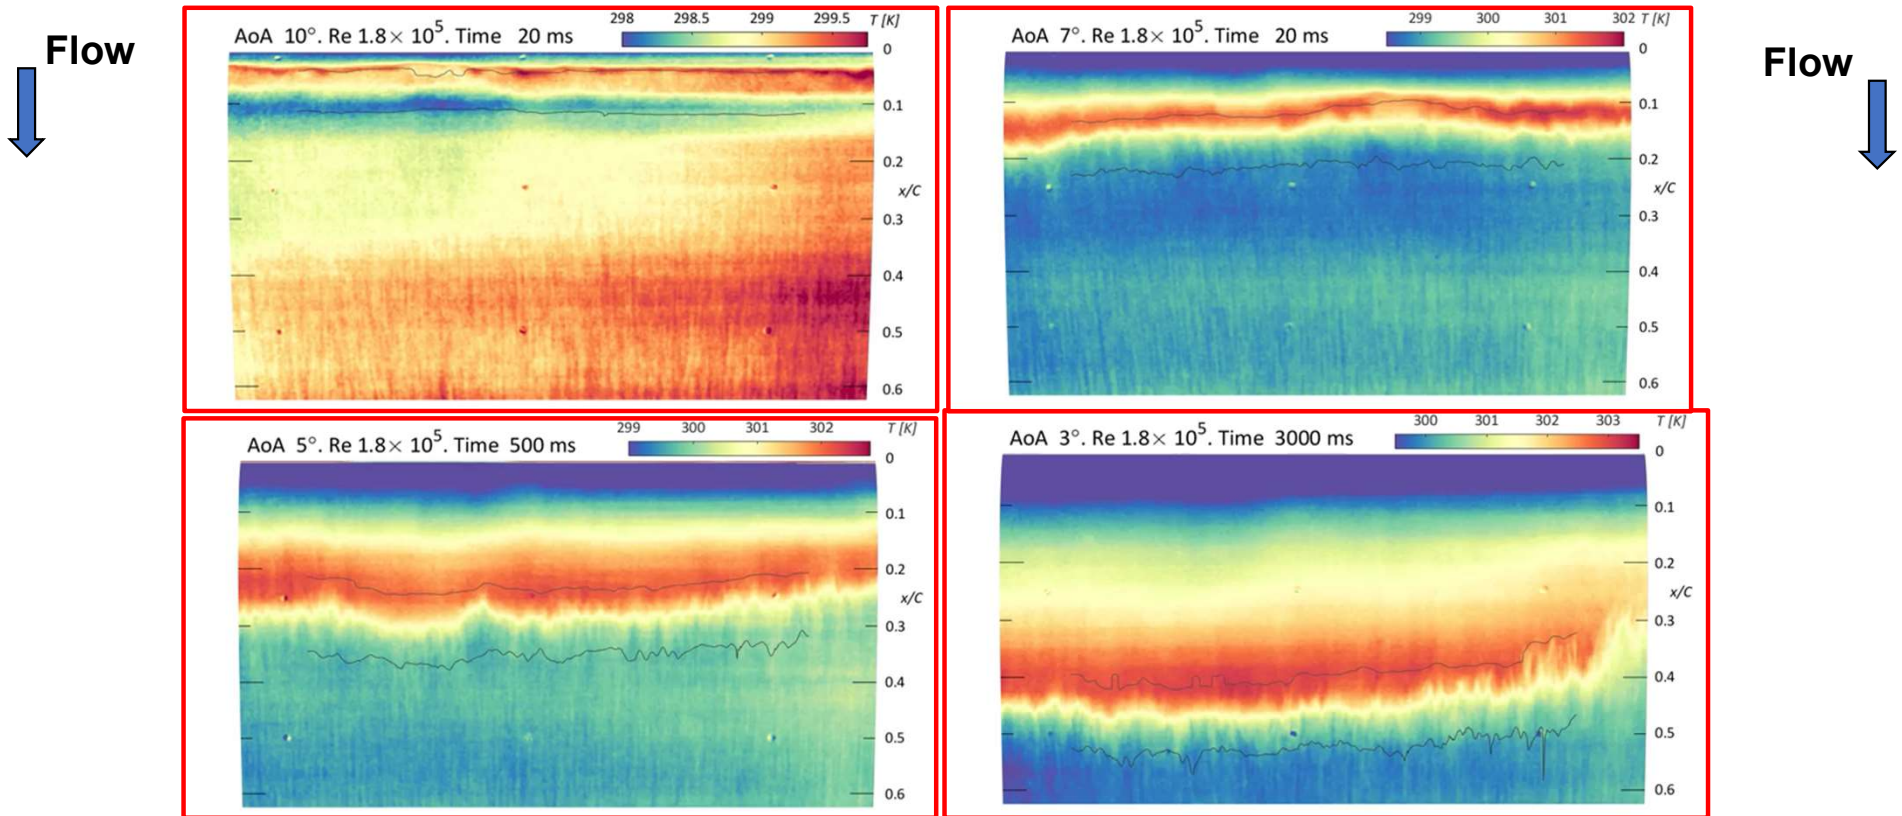 Flow
298 298.5 299 299.5 T [K]
AoA 10°. Re 1.8× 10⁵. Time 20 ms
0
0.1
0.2
x/C
0.3
0.4
0.5
0.6
299 300 301 302 T [K]
AoA 7°. Re 1.8× 10⁵. Time 20 ms
0
0.1
0.2
x/C
0.3
0.4
0.5
0.6
Flow
299 300 301 302 T [K]
AoA 5°. Re 1.8× 10⁵. Time 500 ms
0
0.1
0.2
x/C
0.3
0.4
0.5
0.6
300 301 302 303 T [K]
AoA 3°. Re 1.8× 10⁵. Time 3000 ms
0
0.1
0.2
x/C
0.3
0.4
0.5
0.6